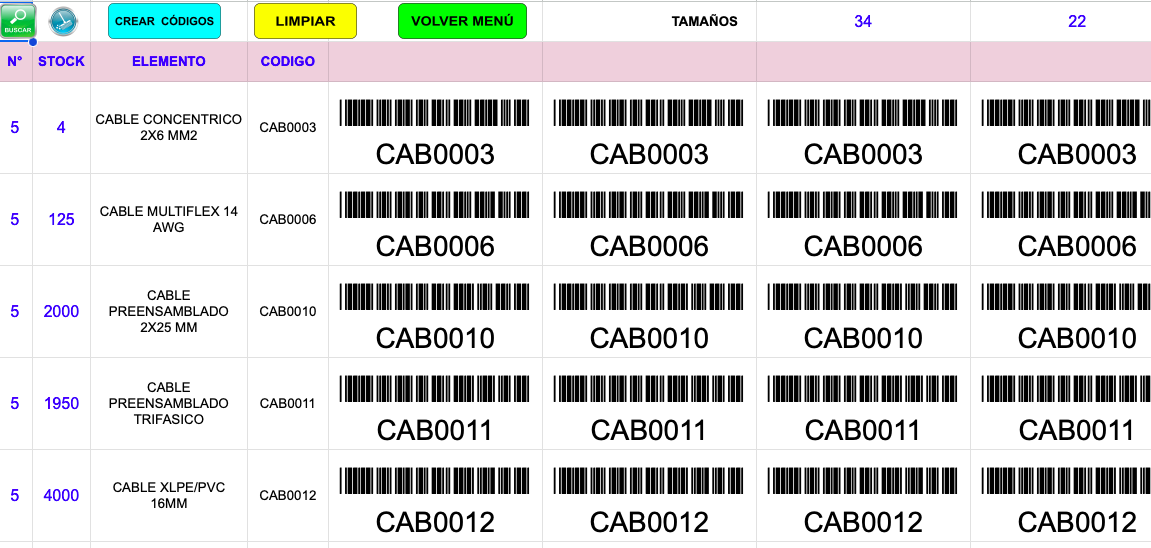 BUSCAR
CREAR CÓDIGOS
LIMPIAR
VOLVER MENÚ
TAMAÑOS
34
22
N°
STOCK
ELEMENTO
CODIGO
5
4
CABLE CONCENTRICO
2X6 MM2
CAB0003
CAB0003
CAB0003
CAB0003
CAB0003
5
125
CABLE MULTIFLEX 14
AWG
CAB0006
CAB0006
CAB0006
CAB0006
CAB0006
5
2000
CABLE
PREENSAMBLADO
2X25 MM
CAB0010
CAB0010
CAB0010
CAB0010
CAB0010
5
1950
CABLE
PREENSAMBLADO
TRIFASICO
CAB0011
CAB0011
CAB0011
CAB0011
CAB0011
5
4000
CABLE XLPE/PVC
16MM
CAB0012
CAB0012
CAB0012
CAB0012
CAB0012